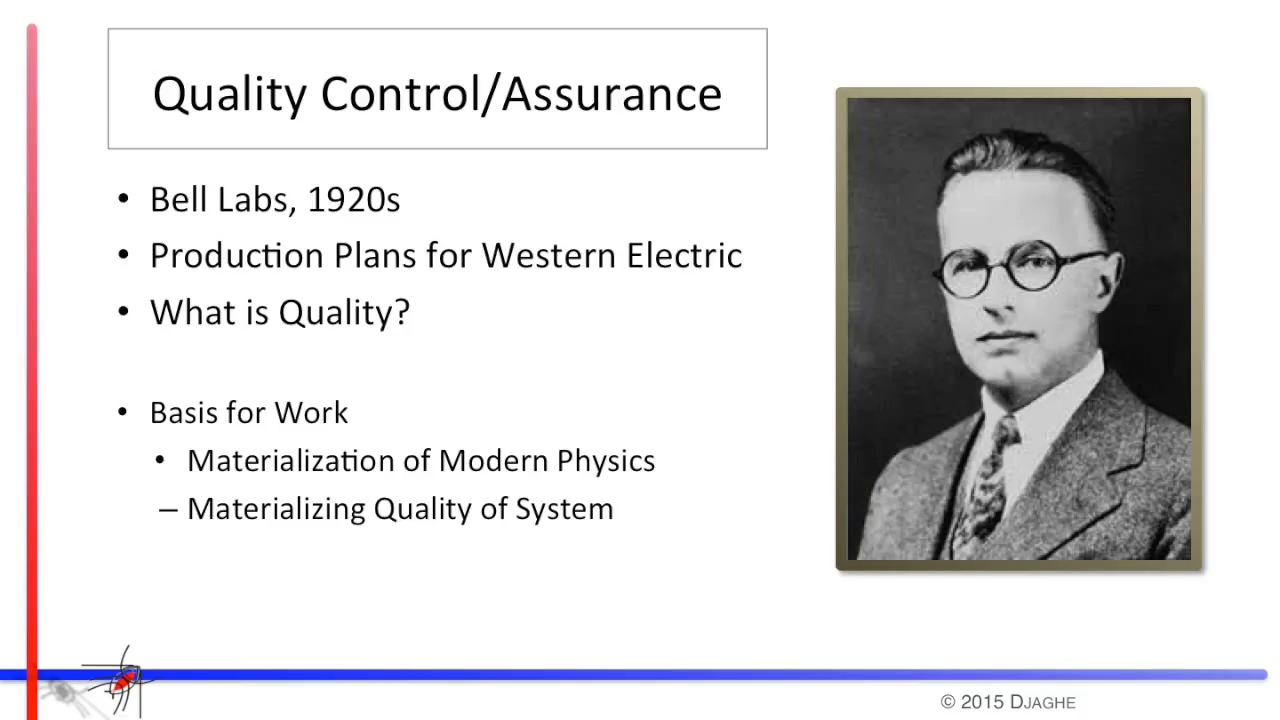 Quality Control/Assurance
• Bell Labs, 1920s
• Production Plans for Western Electric
• What is Quality?
• Basis for Work
• Materialization of Modern Physics
– Materializing Quality of System
© 2015 DJAGHE